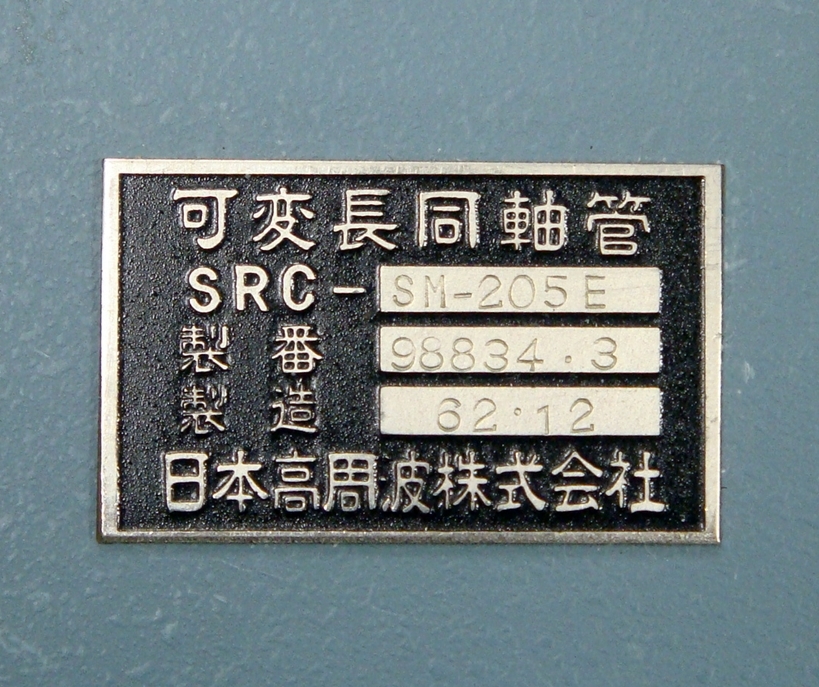 可変長同軸管
SRC-SM-205E
製番 98834.3
製造 62.12
日本高周波株式会社